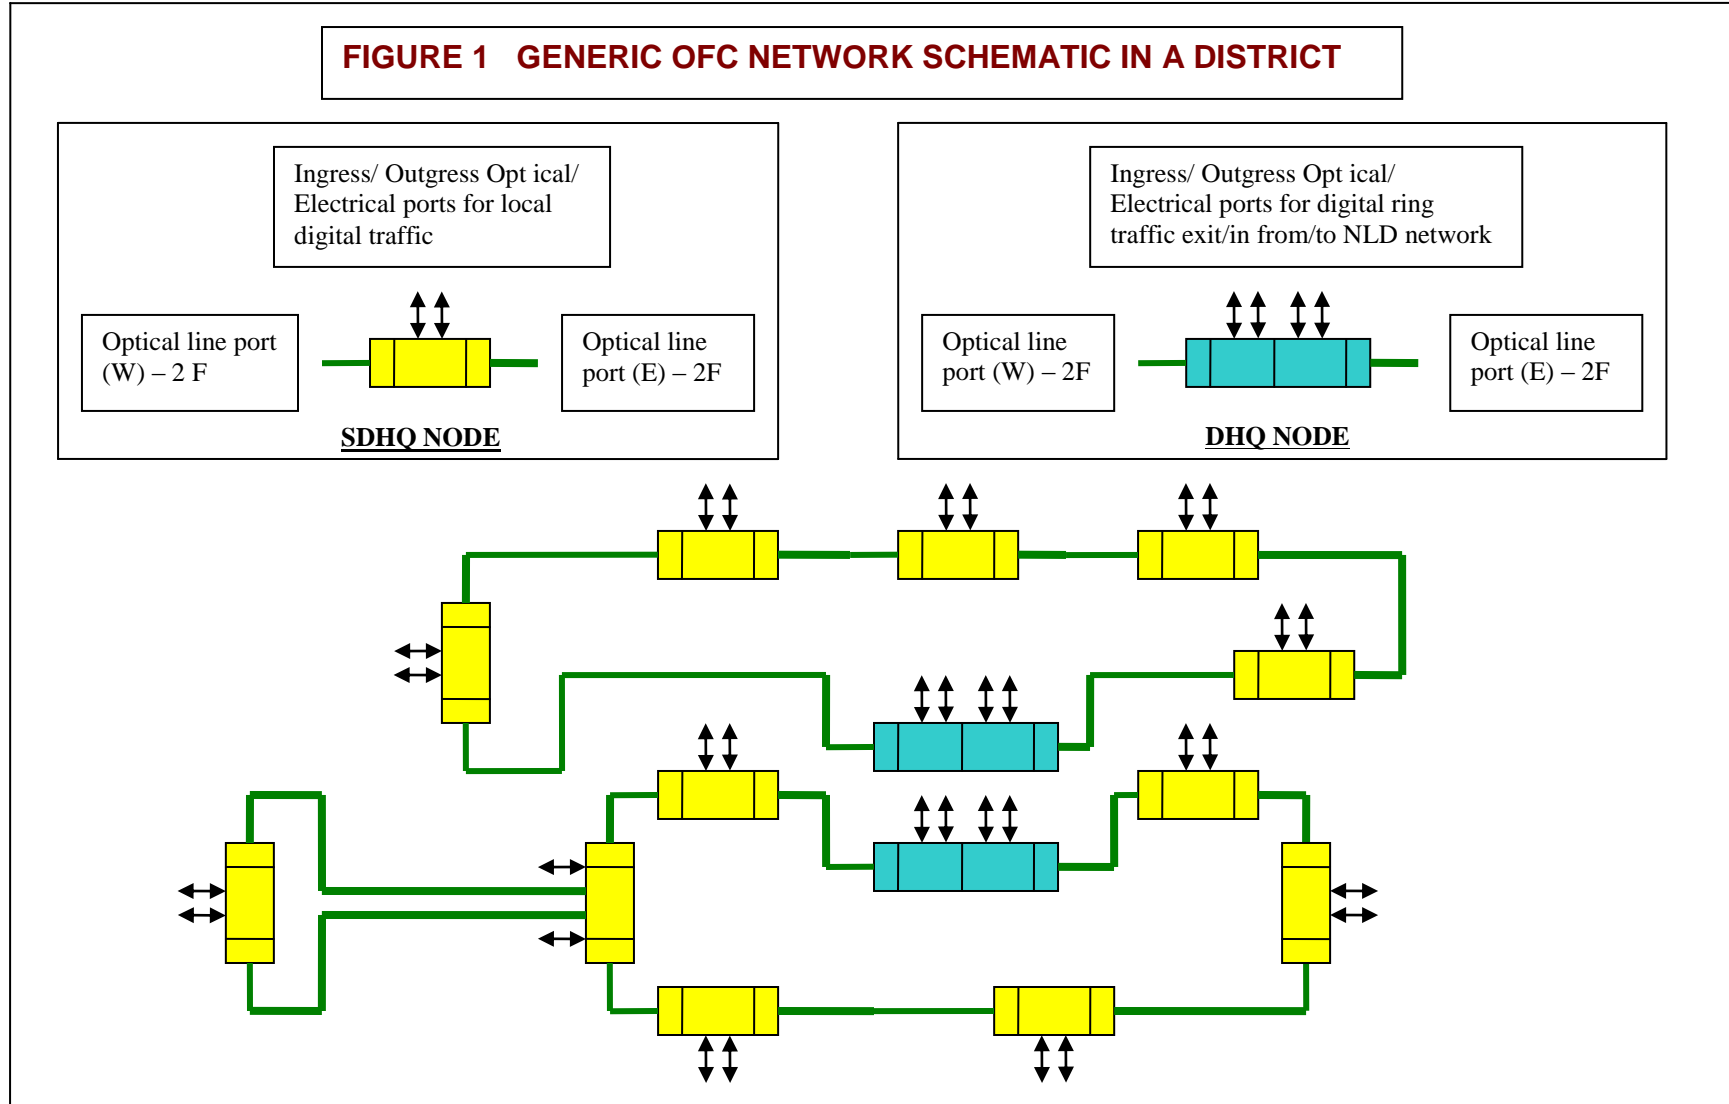 FIGURE 1 GENERIC OFC NETWORK SCHEMATIC IN A DISTRICT
Ingress/ Outgress Opt ical/
Electrical ports for local
digital traffic
Optical line port
(W) – 2 F
Optical line
port (E) – 2F
SDHQ NODE
Ingress/ Outgress Opt ical/
Electrical ports for digital ring
traffic exit/in from/to NLD network
Optical line
port (W) – 2F
Optical line
port (E) – 2F
DHQ NODE